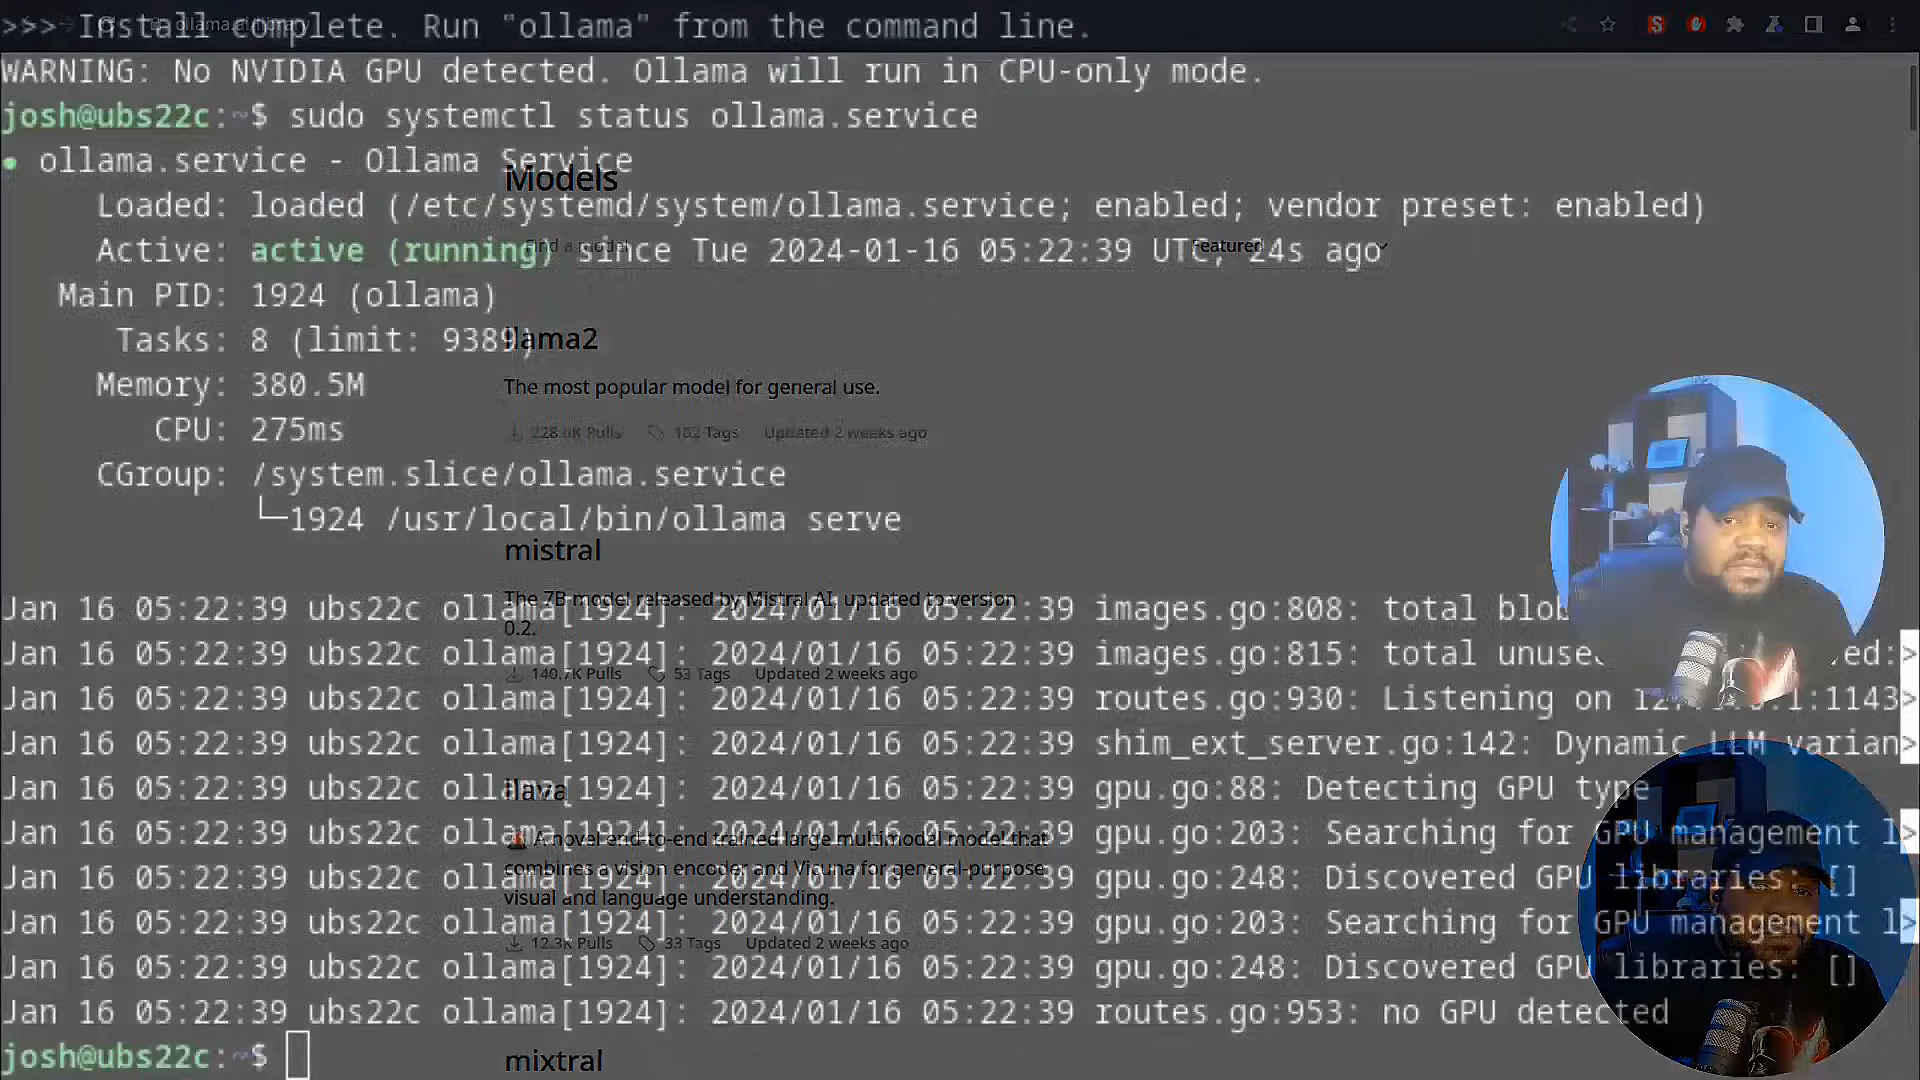 >>> Install complete. Run "ollama" from the command line.
ollama.ai/library
WARNING: No NVIDIA GPU detected. Ollama will run in CPU-only mode.
josh@ubs22c:~$ sudo systemctl status ollama.service
● ollama.service - Ollama Service
Loaded: loaded (/etc/systemd/system/ollama.service; enabled; vendor preset: enabled)
Active: active (running) since Tue 2024-01-16 05:22:39 UTC; 24s ago
Main PID: 1924 (ollama)
Tasks: 8 (limit: 9389)
Memory: 380.5M
CPU: 275ms
CGroup: /system.slice/ollama.service
└─1924 /usr/local/bin/ollama serve
Jan 16 05:22:39 ubs22c ollama[1924]: 2024/01/16 05:22:39 images.go:808: total
Jan 16 05:22:39 ubs22c ollama[1924]: 2024/01/16 05:22:39 images.go:815: total
Jan 16 05:22:39 ubs22c ollama[1924]: 2024/01/16 05:22:39 routes.go:930: Listening on
Jan 16 05:22:39 ubs22c ollama[1924]: 2024/01/16 05:22:39 shim_ext_server.go:142: Dynamic LLM varian>
Jan 16 05:22:39 ubs22c ollama[1924]: 2024/01/16 05:22:39 gpu.go:88: Detecting GPU type
Jan 16 05:22:39 ubs22c ollama[1924]: 2024/01/16 05:22:39 gpu.go:203: Searching for GPU management l>
Jan 16 05:22:39 ubs22c ollama[1924]: 2024/01/16 05:22:39 gpu.go:248: Discovered GPU libraries: []
Jan 16 05:22:39 ubs22c ollama[1924]: 2024/01/16 05:22:39 gpu.go:203: Searching for GPU management l>
Jan 16 05:22:39 ubs22c ollama[1924]: 2024/01/16 05:22:39 gpu.go:248: Discovered GPU libraries: []
Jan 16 05:22:39 ubs22c ollama[1924]: 2024/01/16 05:22:39 routes.go:953: no GPU detected
josh@ubs22c:~$
Models
Find a model
Featured
llama2
The most popular model for general use.
228.0K Pulls 102 Tags Updated 2 weeks ago
mistral
The 7B model released by Mistral AI, updated to version
0.2.
140.7K Pulls 53 Tags Updated 2 weeks ago
llava
🌋 A novel end-to-end trained large multimodal model that
combines a vision encoder and Vicuna for general-purpose
visual and language understanding.
12.3K Pulls 33 Tags Updated 2 weeks ago
mixtral